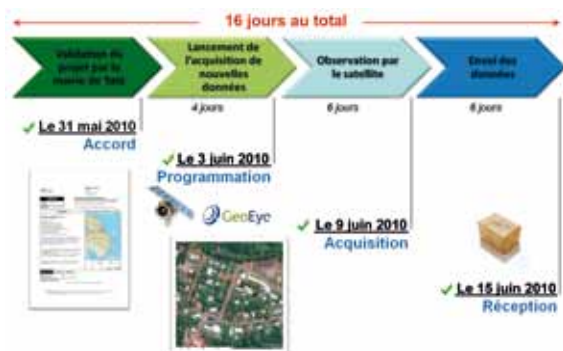 16 jours au total
Validation du
projet par la
mairie de
Lancement de
l'acquisition de
nouvelles
données
Observation par
le satellite
Envoi des
données
4 jours
6 jours
6 jours
Le 31 mai 2010
Accord
Le 3 juin 2010
Programmation
GeoEye
Le 9 juin 2010
Acquisition
Le 15 juin 2010
Réception